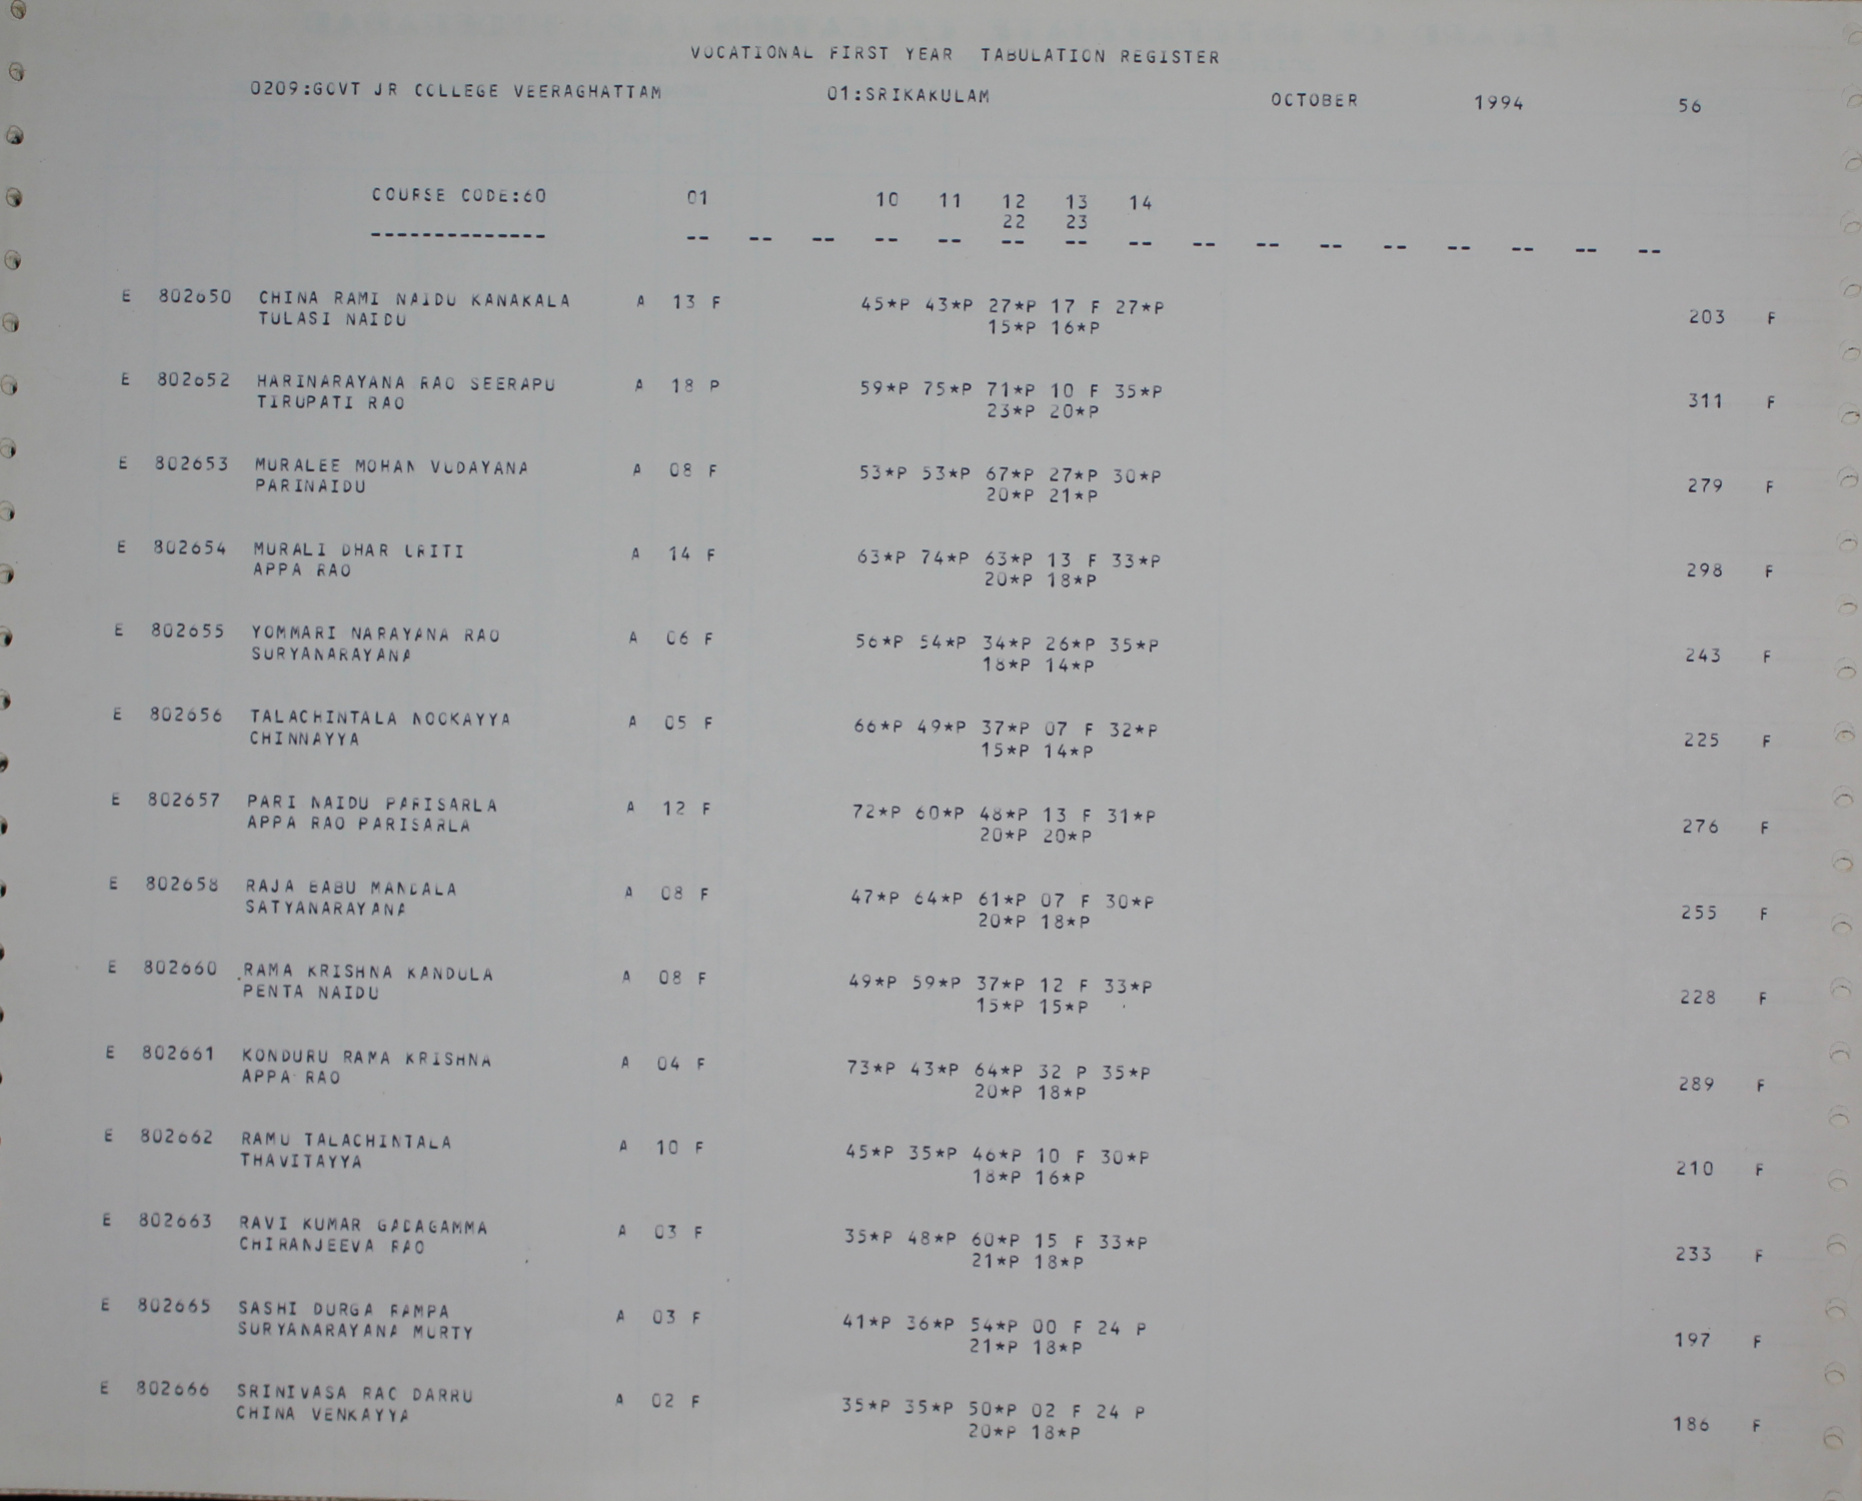 VOCATIONAL FIRST YEAR TABULATION REGISTER
0209:GOVT JR COLLEGE VEERAGHATTAM 01:SRIKAKULAM OCTOBER 1994 56
COURSE CODE:60 01 10 11 12 13 14
22 23
-------------- -- -- -- -- -- -- -- -- -- -- -- -- -- -- -- --
E 802650 CHINA RAMI NAIDU KANAKALA A 13 F 45*P 43*P 27*P 17 F 27*P
TULASI NAIDU 15*P 16*P 203 F
E 802652 HARINARAYANA RAO SEERAPU A 18 P 59*P 75*P 71*P 10 F 35*P
TIRUPATI RAO 23*P 20*P 311 F
E 802653 MURALEE MOHAN VUDAYANA A 08 F 53*P 53*P 67*P 27*P 30*P
PARINAIDU 20*P 21*P 279 F
E 802654 MURALI DHAR URITI A 14 F 63*P 74*P 63*P 13 F 33*P
APPA RAO 20*P 18*P 298 F
E 802655 YOMMARI NARAYANA RAO A 06 F 56*P 54*P 34*P 26*P 35*P
SURYANARAYANA 18*P 14*P 243 F
E 802656 TALACHINTALA NOOKAYYA A 05 F 66*P 49*P 37*P 07 F 32*P
CHINNAYYA 15*P 14*P 225 F
E 802657 PARI NAIDU PARISARLA A 12 F 72*P 60*P 48*P 13 F 31*P
APPA RAO PARISARLA 20*P 20*P 276 F
E 802658 RAJA BABU MANDALA A 08 F 47*P 64*P 61*P 07 F 30*P
SATYANARAYANA 20*P 18*P 255 F
E 802660 RAMA KRISHNA KANDULA A 08 F 49*P 59*P 37*P 12 F 33*P
PENTA NAIDU 15*P 15*P 228 F
E 802661 KONDURU RAMA KRISHNA A 04 F 73*P 43*P 64*P 32 P 35*P
APPA RAO 20*P 18*P 289 F
E 802662 RAMU TALACHINTALA A 10 F 45*P 35*P 46*P 10 F 30*P
THAVITAYYA 18*P 16*P 210 F
E 802663 RAVI KUMAR GADAGAMMA A 03 F 35*P 48*P 60*P 15 F 33*P
CHIRANJEEVA RAO 21*P 18*P 233 F
E 802665 SASHI DURGA RAMPA A 03 F 41*P 36*P 54*P 00 F 24 P
SURYANARAYANA MURTY 21*P 18*P 197 F
E 802666 SRINIVASA RAO DARRU A 02 F 35*P 35*P 50*P 02 F 24 P
CHINA VENKAYYA 20*P 18*P 186 F